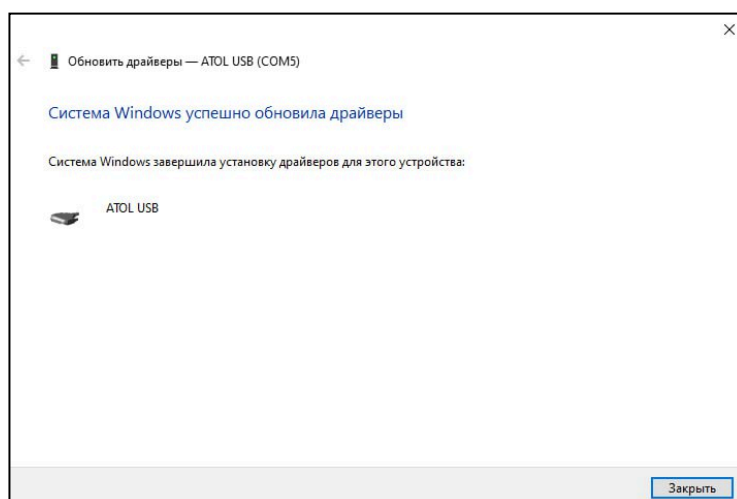 Обновить драйверы — ATOL USB (COM5)
Система Windows успешно обновила драйверы
Система Windows завершила установку драйверов для этого устройства:
ATOL USB
Закрыть